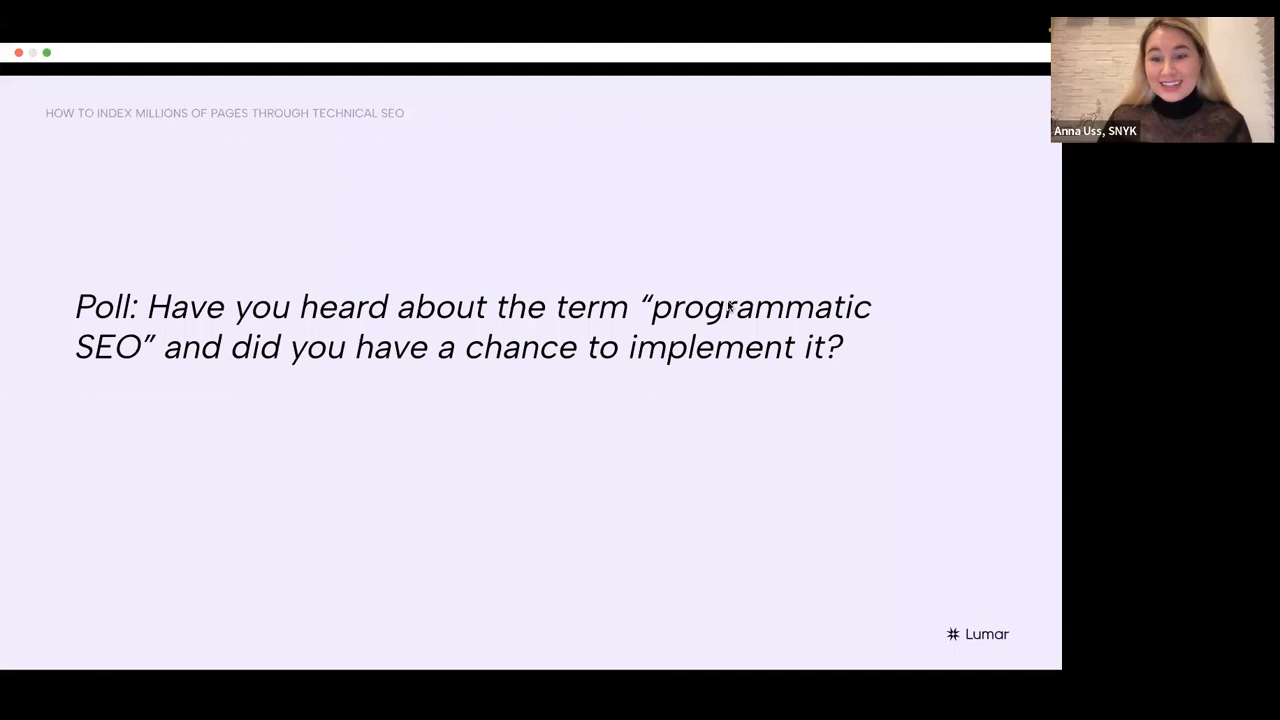 HOW TO INDEX MILLIONS OF PAGES THROUGH TECHNICAL SEO
Anna Uss, SNYK
Poll: Have you heard about the term “programmatic
SEO” and did you have a chance to implement it?
Lumar